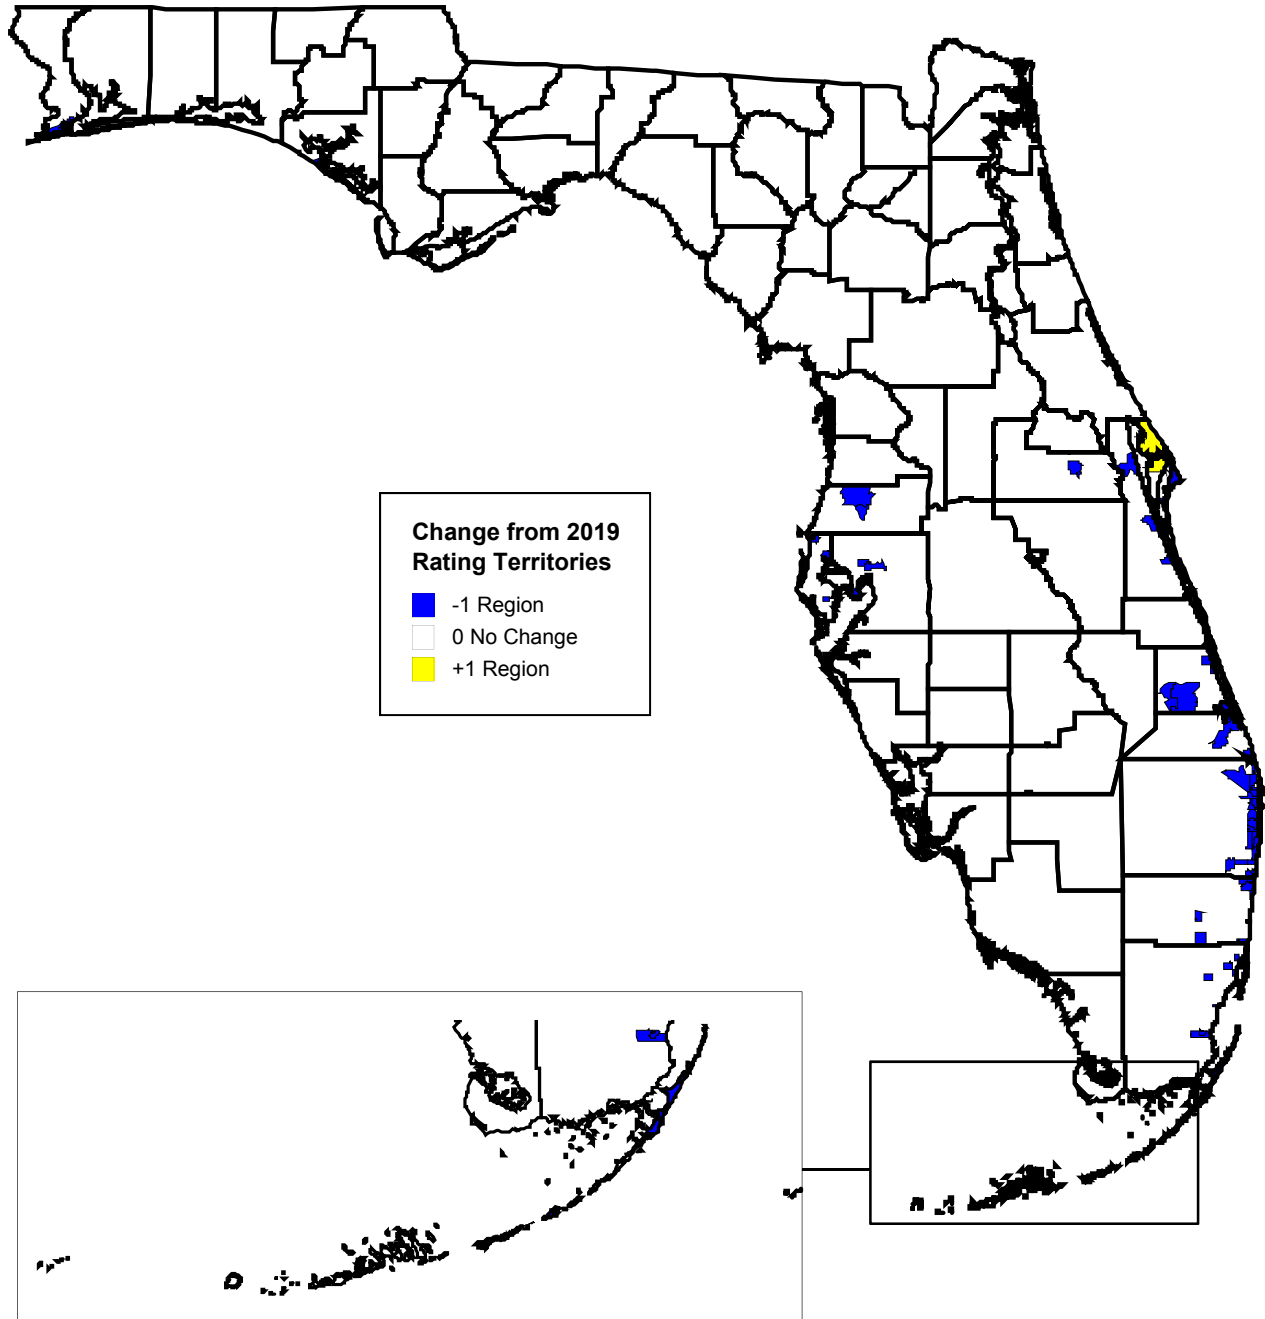 Change from 2019
Rating Territories
-1 Region
0 No Change
+1 Region